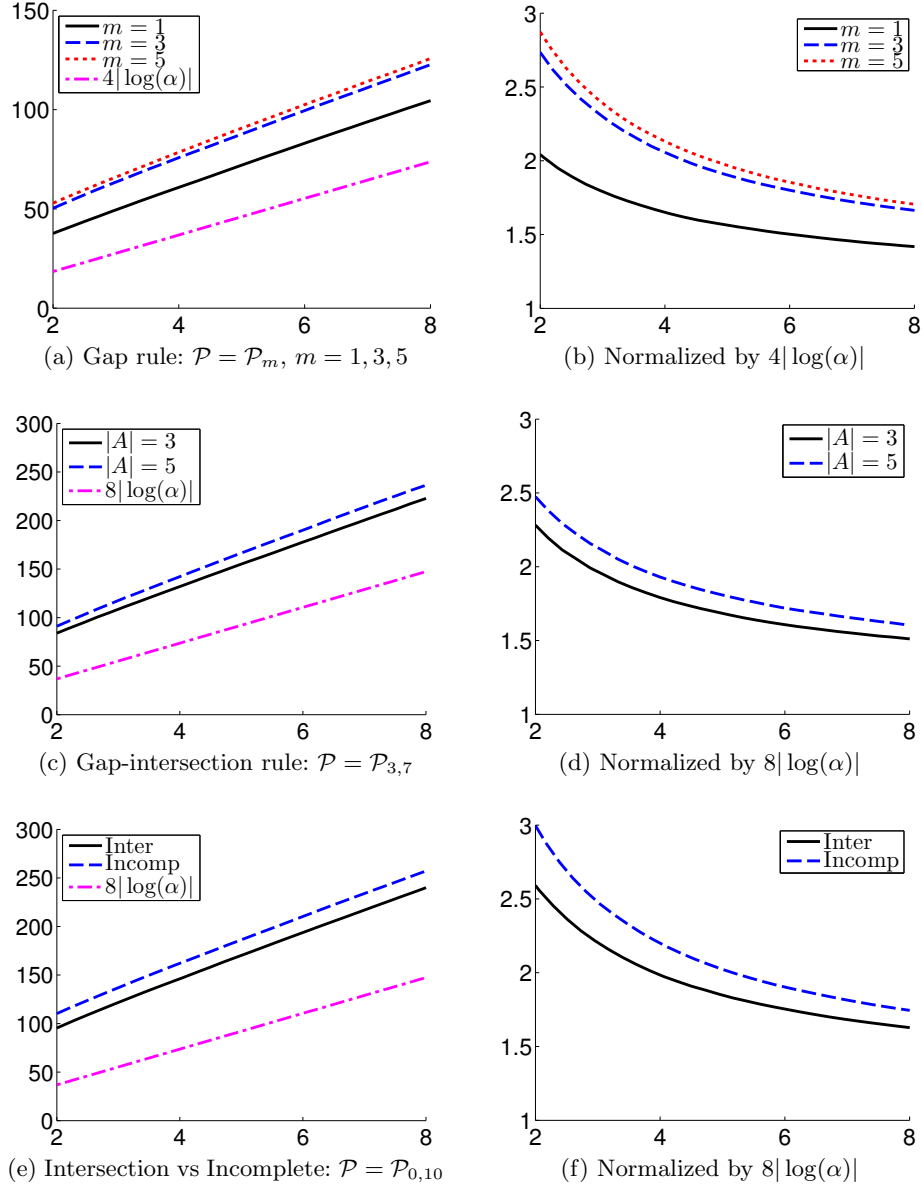 150
100
50
0
2
4
6
8
m = 1
m = 3
m = 5
4| log(α)|
(a) Gap rule: 𝒫 = 𝒫ₘ, m = 1, 3, 5
3
2.5
2
1.5
1
2
4
6
8
m = 1
m = 3
m = 5
(b) Normalized by 4| log(α)|
300
250
200
150
100
50
0
2
4
6
8
|A| = 3
|A| = 5
8| log(α)|
(c) Gap-intersection rule: 𝒫 = 𝒫₃,₇
3
2.5
2
1.5
1
2
4
6
8
|A| = 3
|A| = 5
(d) Normalized by 8| log(α)|
300
250
200
150
100
50
0
2
4
6
8
Inter
Incomp
8| log(α)|
(e) Intersection vs Incomplete: 𝒫 = 𝒫₀,₁₀
3
2.5
2
1.5
1
2
4
6
8
Inter
Incomp
(f) Normalized by 8| log(α)|